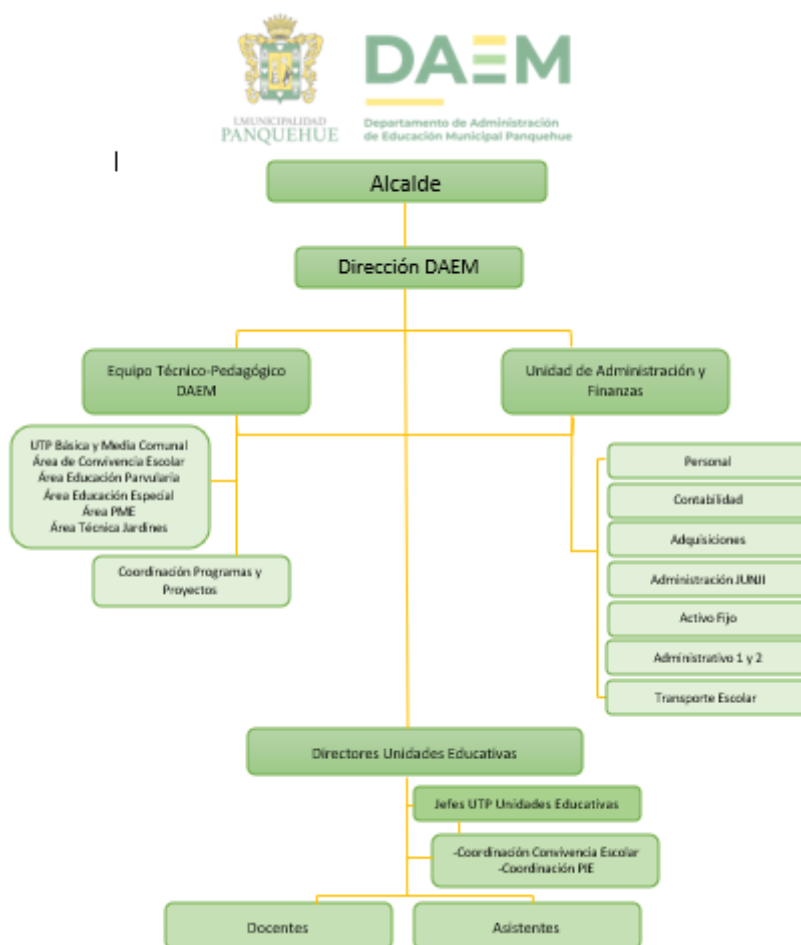 I.MUNICIPALIDAD
PANQUEHUE
DAEM
Departamento de Administración
de Educación Municipal Panquehue
Alcalde
Dirección DAEM
Equipo Técnico-Pedagógico
DAEM
Unidad de Administración y
Finanzas
UTP Básica y Media Comunal
Área de Convivencia Escolar
Área Educación Parvularia
Área Educación Especial
Área PME
Área Técnica Jardines
Coordinación Programas y
Proyectos
Personal
Contabilidad
Adquisiciones
Administración JUNJI
Activo Fijo
Administrativo 1 y 2
Transporte Escolar
Directores Unidades Educativas
Jefes UTP Unidades Educativas
-Coordinación Convivencia Escolar
-Coordinación PIE
Docentes
Asistentes